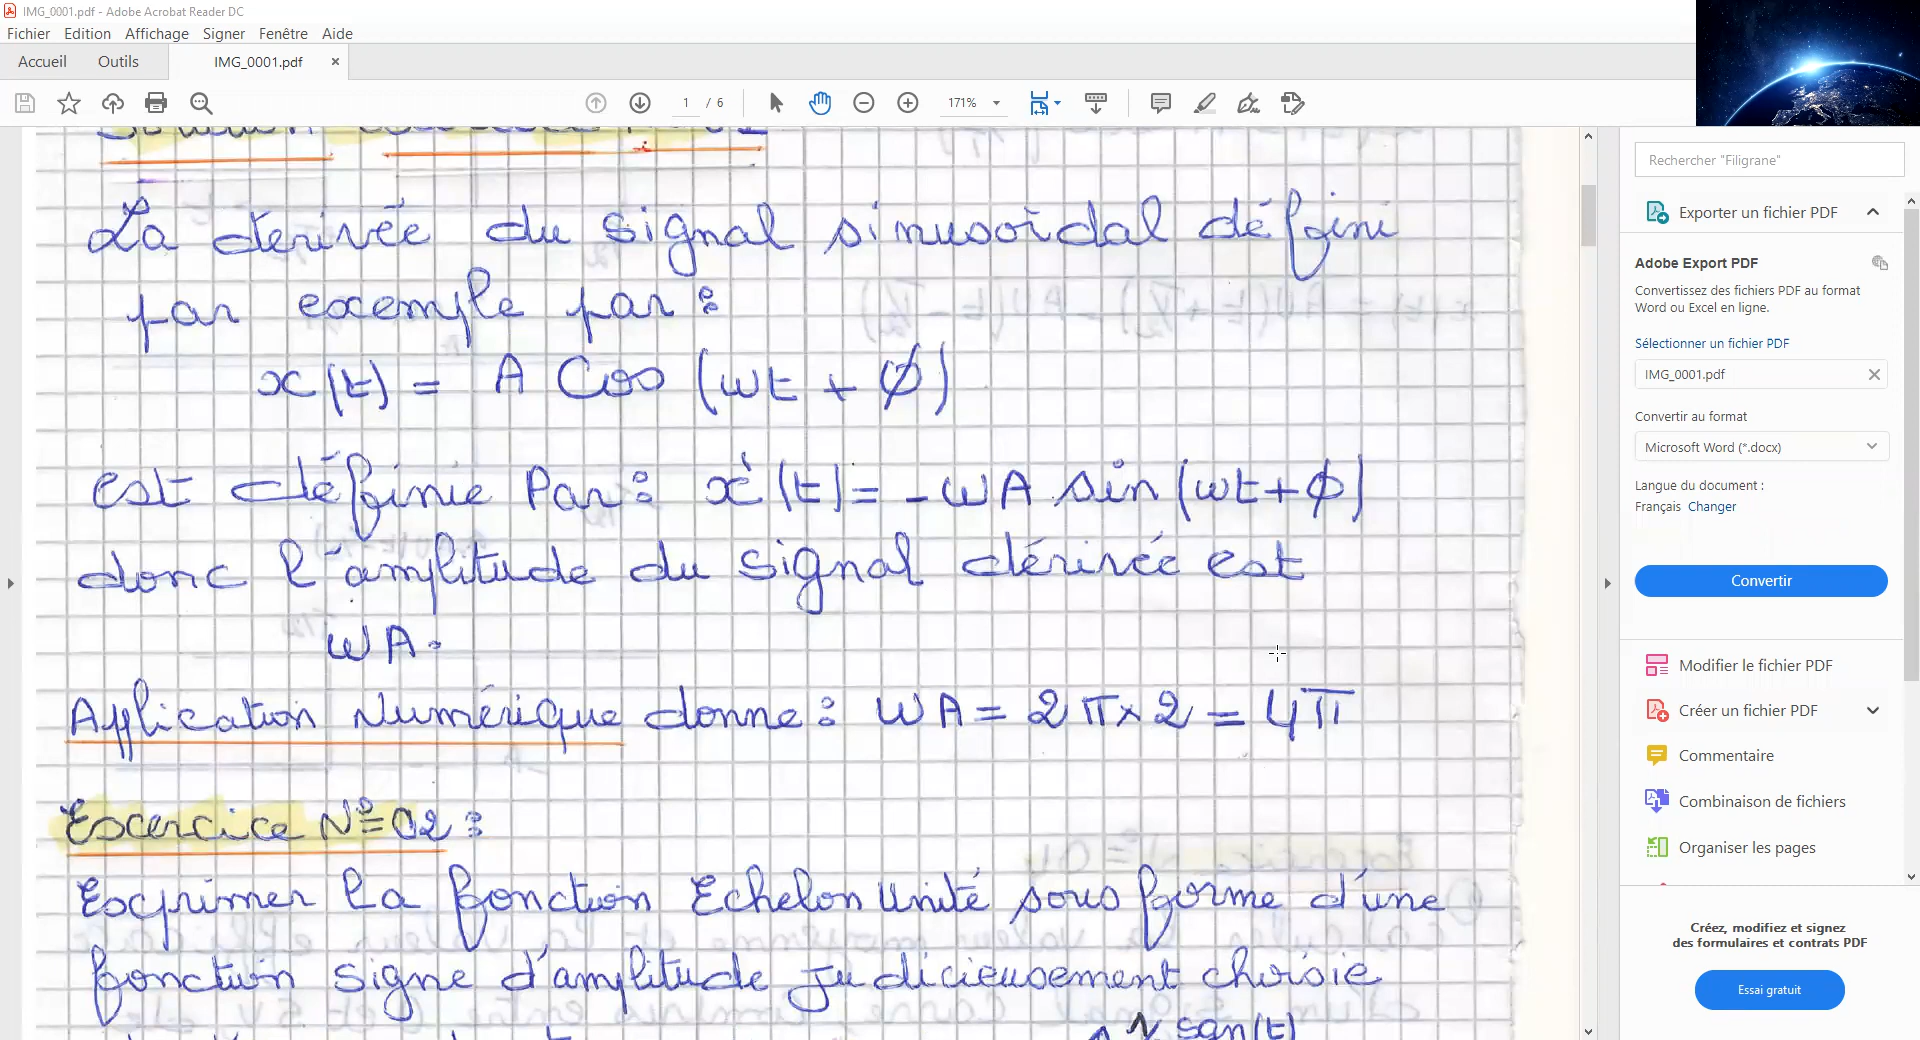 IMG_0001.pdf - Adobe Acrobat Reader DC
Fichier Edition Affichage Signer Fenêtre Aide
Accueil Outils IMG_0001.pdf ×
1 / 6 171%
La derivée du signal sinusoïdal défini
par exemple par :
x(t) = A Cos (wt + ϕ)
est définie Par : x'(t) = - wA sin (wt + ϕ)
donc l'amplitude du signal dérivée est
wA.
Application Numérique donne : wA = 2π × 2 = 4π
Exercice N°=02 :
Exprimer la fonction Echelon Unité sous forme d'une
fonction signe d'amplitude Judicieusement choisie
sgn(t)
Rechercher "Filigrane"
Exporter un fichier PDF
Adobe Export PDF
Convertissez des fichiers PDF au format
Word ou Excel en ligne.
Sélectionner un fichier PDF
IMG_0001.pdf
Convertir au format
Microsoft Word (*.docx)
Langue du document :
Français Changer
Convertir
Modifier le fichier PDF
Créer un fichier PDF
Commentaire
Combinaison de fichiers
Organiser les pages
Créez, modifiez et signez
des formulaires et contrats PDF
Essai gratuit